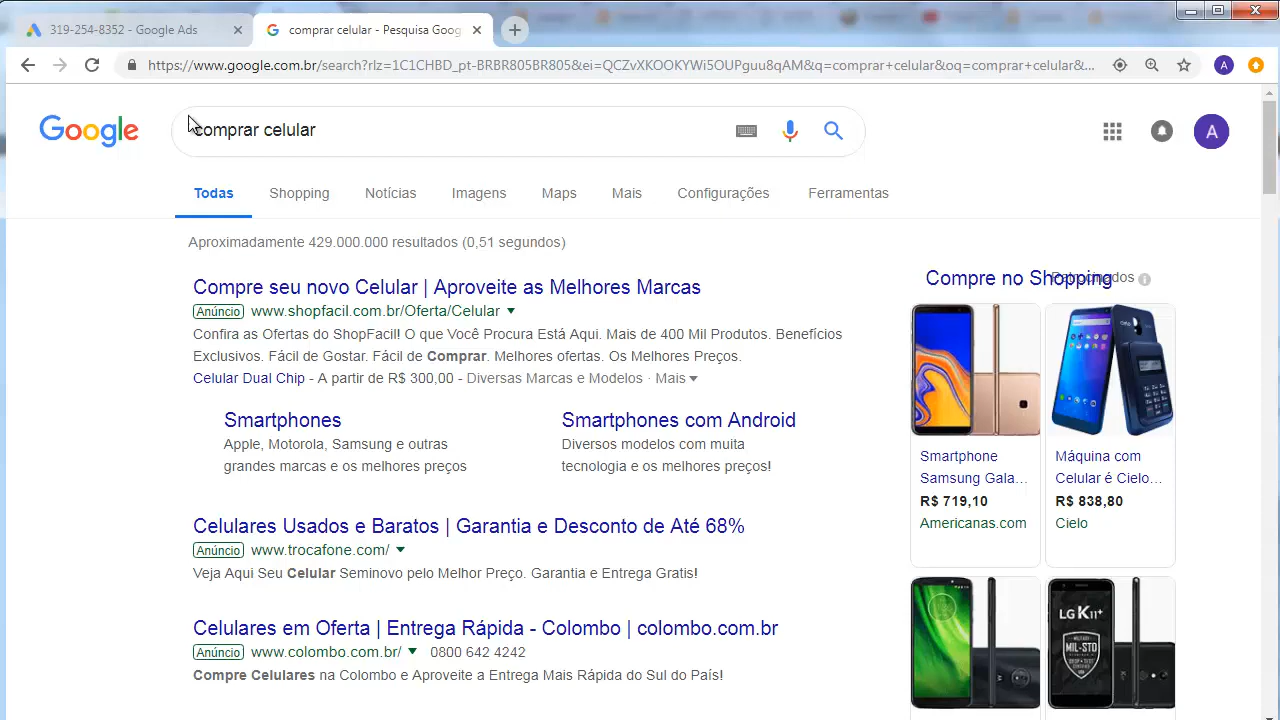 319-254-8352 - Google Ads
comprar celular - Pesquisa Goog
https://www.google.com.br/search?rlz=1C1CHBD_pt-BRBR805BR805&ei=QCZvXKOOKYWi5OUPguu8qAM&q=comprar+celular&oq=comprar+celular&...
A
Google
comprar celular
A
Todas
Shopping
Notícias
Imagens
Maps
Mais
Configurações
Ferramentas
Aproximadamente 429.000.000 resultados (0,51 segundos)
Compre seu novo Celular | Aproveite as Melhores Marcas
Anúncio www.shopfacil.com.br/Oferta/Celular
Confira as Ofertas do Shopfacil! O que Você Procura Está Aqui. Mais de 400 Mil Produtos. Benefícios
Exclusivos. Fácil de Gostar. Fácil de Comprar. Melhores ofertas. Os Melhores Preços.
Celular Dual Chip - A partir de R$ 300,00 - Diversas Marcas e Modelos · Mais
Smartphones
Apple, Motorola, Samsung e outras
grandes marcas e os melhores preços
Smartphones com Android
Diversos modelos com muita
tecnologia e os melhores preços!
Celulares Usados e Baratos | Garantia e Desconto de Até 68%
Anúncio www.trocafone.com/
Veja Aqui Seu Celular Seminovo pelo Melhor Preço. Garantia e Entrega Gratis!
Celulares em Oferta | Entrega Rápida - Colombo | colombo.com.br
Anúncio www.colombo.com.br/ 0800 642 4242
Compre Celulares na Colombo e Aproveite a Entrega Mais Rápida do Sul do País!
Compre no Shopping
Patrocinados
Smartphone
Samsung Gala...
R$ 719,10
Americanas.com
Máquina com
Celular é Cielo...
R$ 838,80
Cielo
LG K11+
MIL-STD